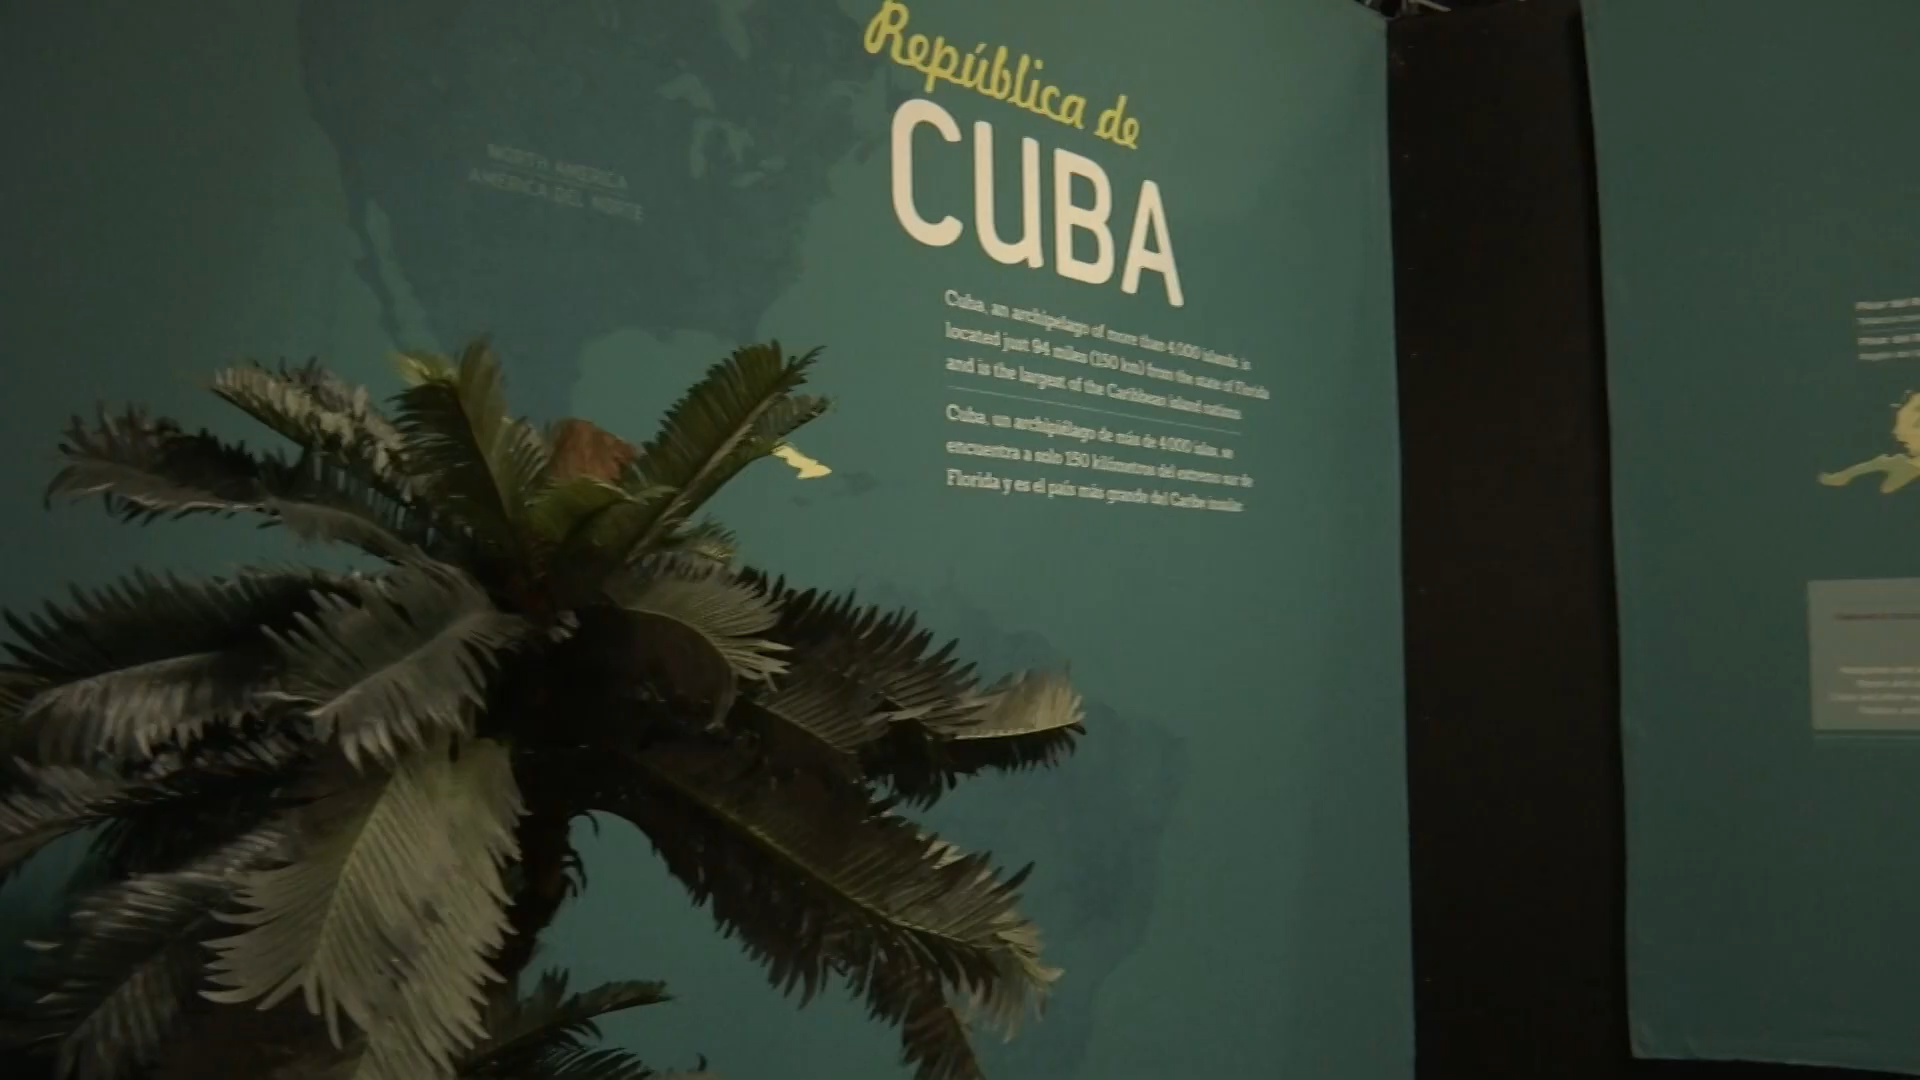 República de
CUBA
NORTH AMERICA
AMÉRICA DEL NORTE
Cuba, an archipelago of more than 4,000 islands, is
located just 94 miles (150 km) from the state of Florida
and is the largest of the Caribbean island nations.
Cuba, un archipiélago de más de 4.000 islas, se
encuentra a solo 150 kilómetros del extremo sur de
Florida y es el país más grande del Caribe insular.